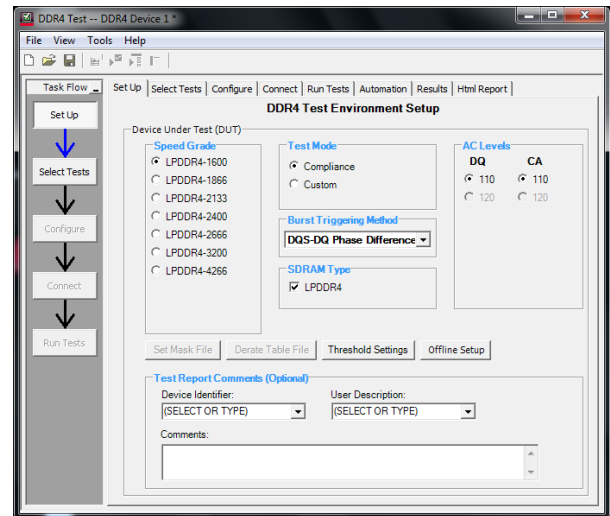 DDR4 Test -- DDR4 Device 1 *
File View Tools Help
Task Flow
Set Up
Select Tests
Configure
Connect
Run Tests
Set Up Select Tests Configure Connect Run Tests Automation Results Html Report
DDR4 Test Environment Setup
Device Under Test (DUT)
Speed Grade
LPDDR4-1600
LPDDR4-1866
LPDDR4-2133
LPDDR4-2400
LPDDR4-2666
LPDDR4-3200
LPDDR4-4266
Test Mode
Compliance
Custom
Burst Triggering Method
DQS-DQ Phase Difference
SDRAM Type
LPDDR4
AC Levels
DQ CA
110 110
120 120
Set Mask File Derate Table File Threshold Settings Offline Setup
Test Report Comments (Optional)
Device Identifier: User Description:
(SELECT OR TYPE) (SELECT OR TYPE)
Comments: